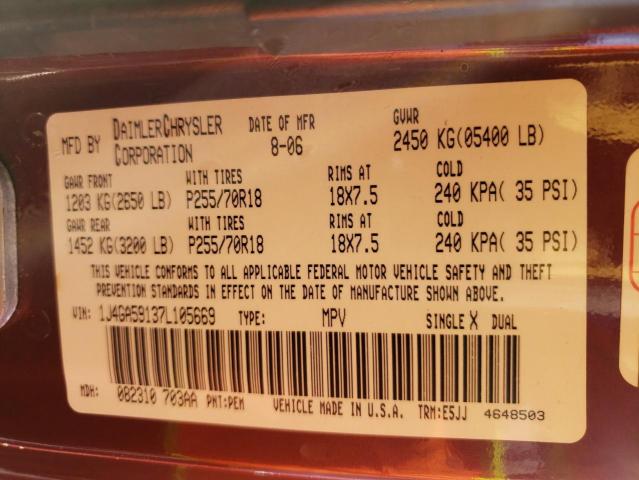 MFD BY DAIMLERCHRYSLER CORPORATION DATE OF MFR 8-06 GVWR 2450 KG(05400 LB)
GAWR FRONT WITH TIRES RIMS AT COLD
1203 KG(2650 LB) P255/70R18 18X7.5 240 KPA( 35 PSI)
GAWR REAR WITH TIRES RIMS AT COLD
1452 KG(3200 LB) P255/70R18 18X7.5 240 KPA( 35 PSI)
THIS VEHICLE CONFORMS TO ALL APPLICABLE FEDERAL MOTOR VEHICLE SAFETY AND THEFT
PREVENTION STANDARDS IN EFFECT ON THE DATE OF MANUFACTURE SHOWN ABOVE.
VIN: 1J4GA59137L105669 TYPE: MPV SINGLE X DUAL
MDH: 082310 703AA PNT:PEM VEHICLE MADE IN U.S.A. TRM:E5JJ 4648503